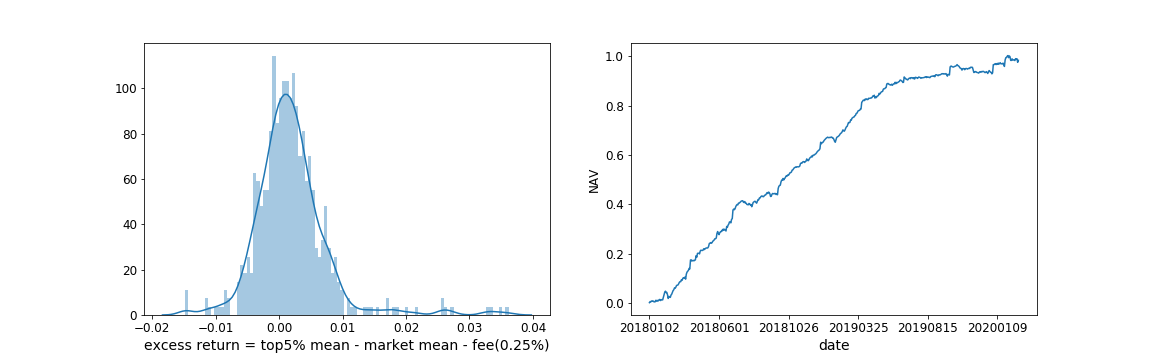 100
80
60
40
20
0
−0.02 −0.01 0.00 0.01 0.02 0.03 0.04
excess return = top5% mean - market mean - fee(0.25%)
1.0
0.8
0.6
0.4
0.2
0.0
NAV
20180102 20180601 20181026 20190325 20190815 20200109
date